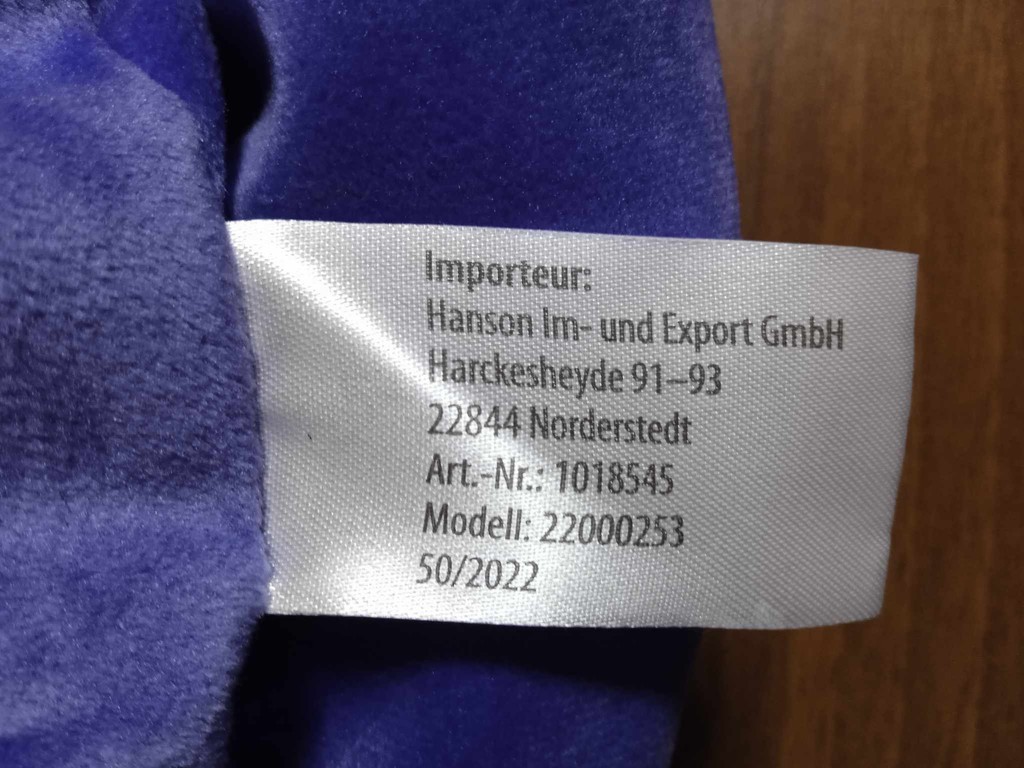 Importeur:
Hanson Im- und Export GmbH
Harckesheyde 91–93
22844 Norderstedt
Art.-Nr.: 1018545
Modell: 22000253
50/2022